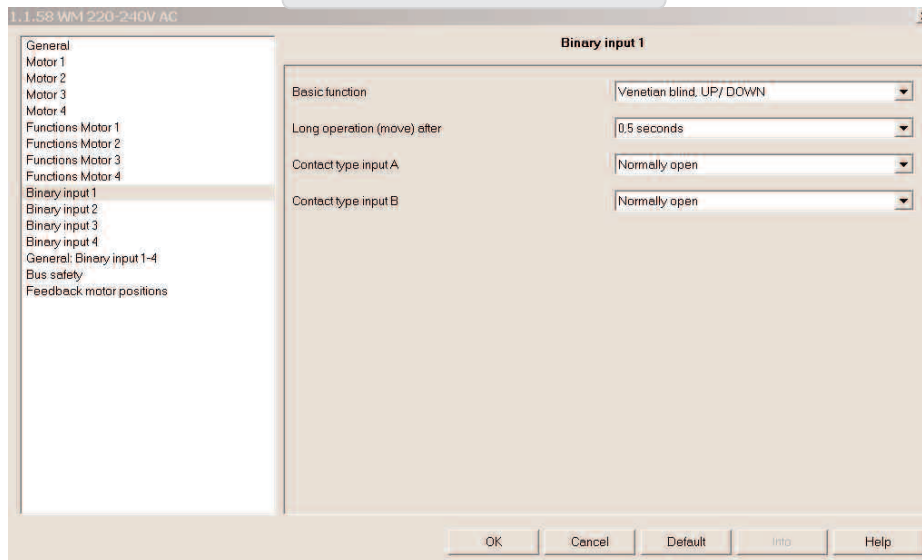 1.1.58 WM 220-240V AC
General
Motor 1
Motor 2
Motor 3
Motor 4
Functions Motor 1
Functions Motor 2
Functions Motor 3
Functions Motor 4
Binary input 1
Binary input 2
Binary input 3
Binary input 4
General: Binary input 1-4
Bus safety
Feedback motor positions
Binary input 1
Basic function Venetian blind, UP/ DOWN
Long operation (move) after 0,5 seconds
Contact type input A Normally open
Contact type input B Normally open
OK Cancel Default Info Help